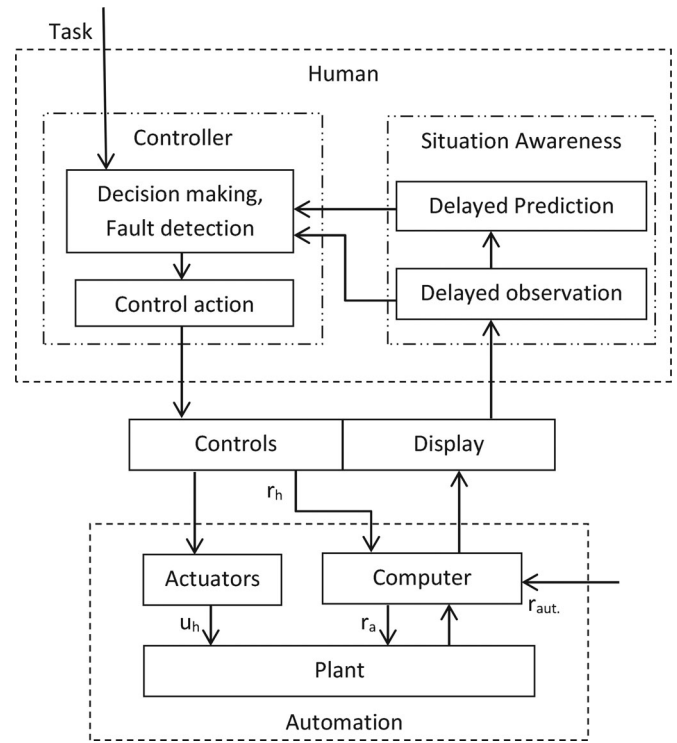 Task
Human
Controller
Situation Awareness
Decision making,
Fault detection
Delayed Prediction
Control action
Delayed observation
Controls
Display
rh
Actuators
Computer
raut.
uh
ra
Plant
Automation